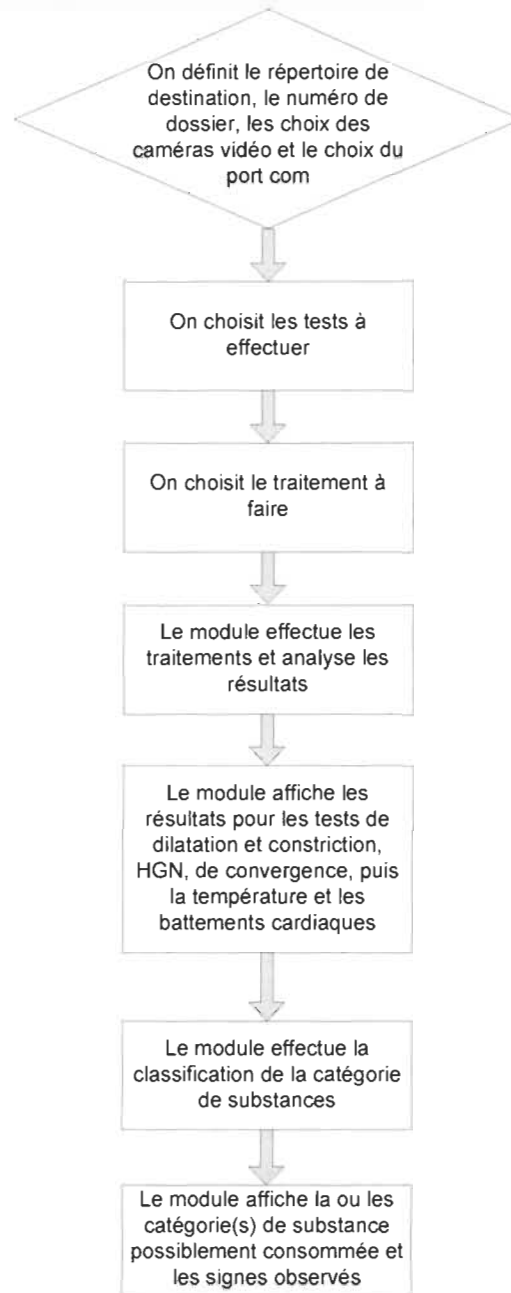 On définit le répertoire de
destination, le numéro de
dossier, les choix des
caméras vidéo et le choix du
port com
On choisit les tests à
effectuer
On choisit le traitement à
faire
Le module effectue les
traitements et analyse les
résultats
Le module affiche les
résultats pour les tests de
dilatation et constriction,
HGN, de convergence, puis
la température et les
battements cardiaques
Le module effectue la
classification de la catégorie
de substances
Le module affiche la ou les
catégorie(s) de substance
possiblement consommée et
les signes observés